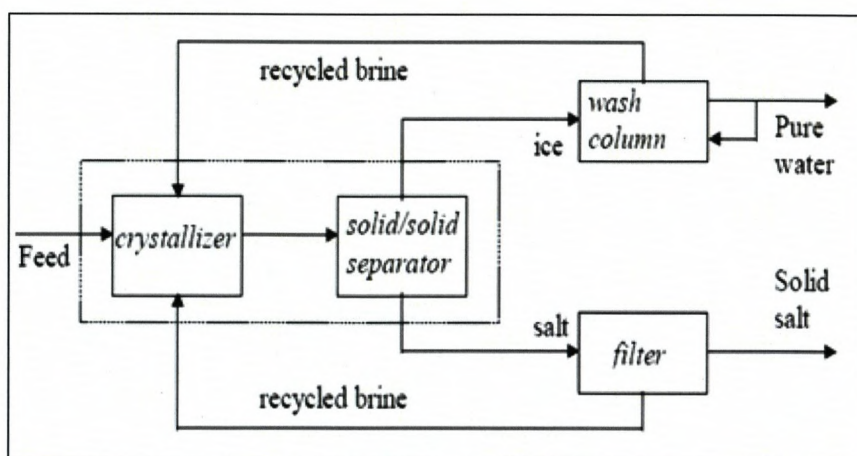 recycled brine
wash
column
ice
Pure
water
Feed
crystallizer
solid/solid
separator
salt
filter
Solid
salt
recycled brine